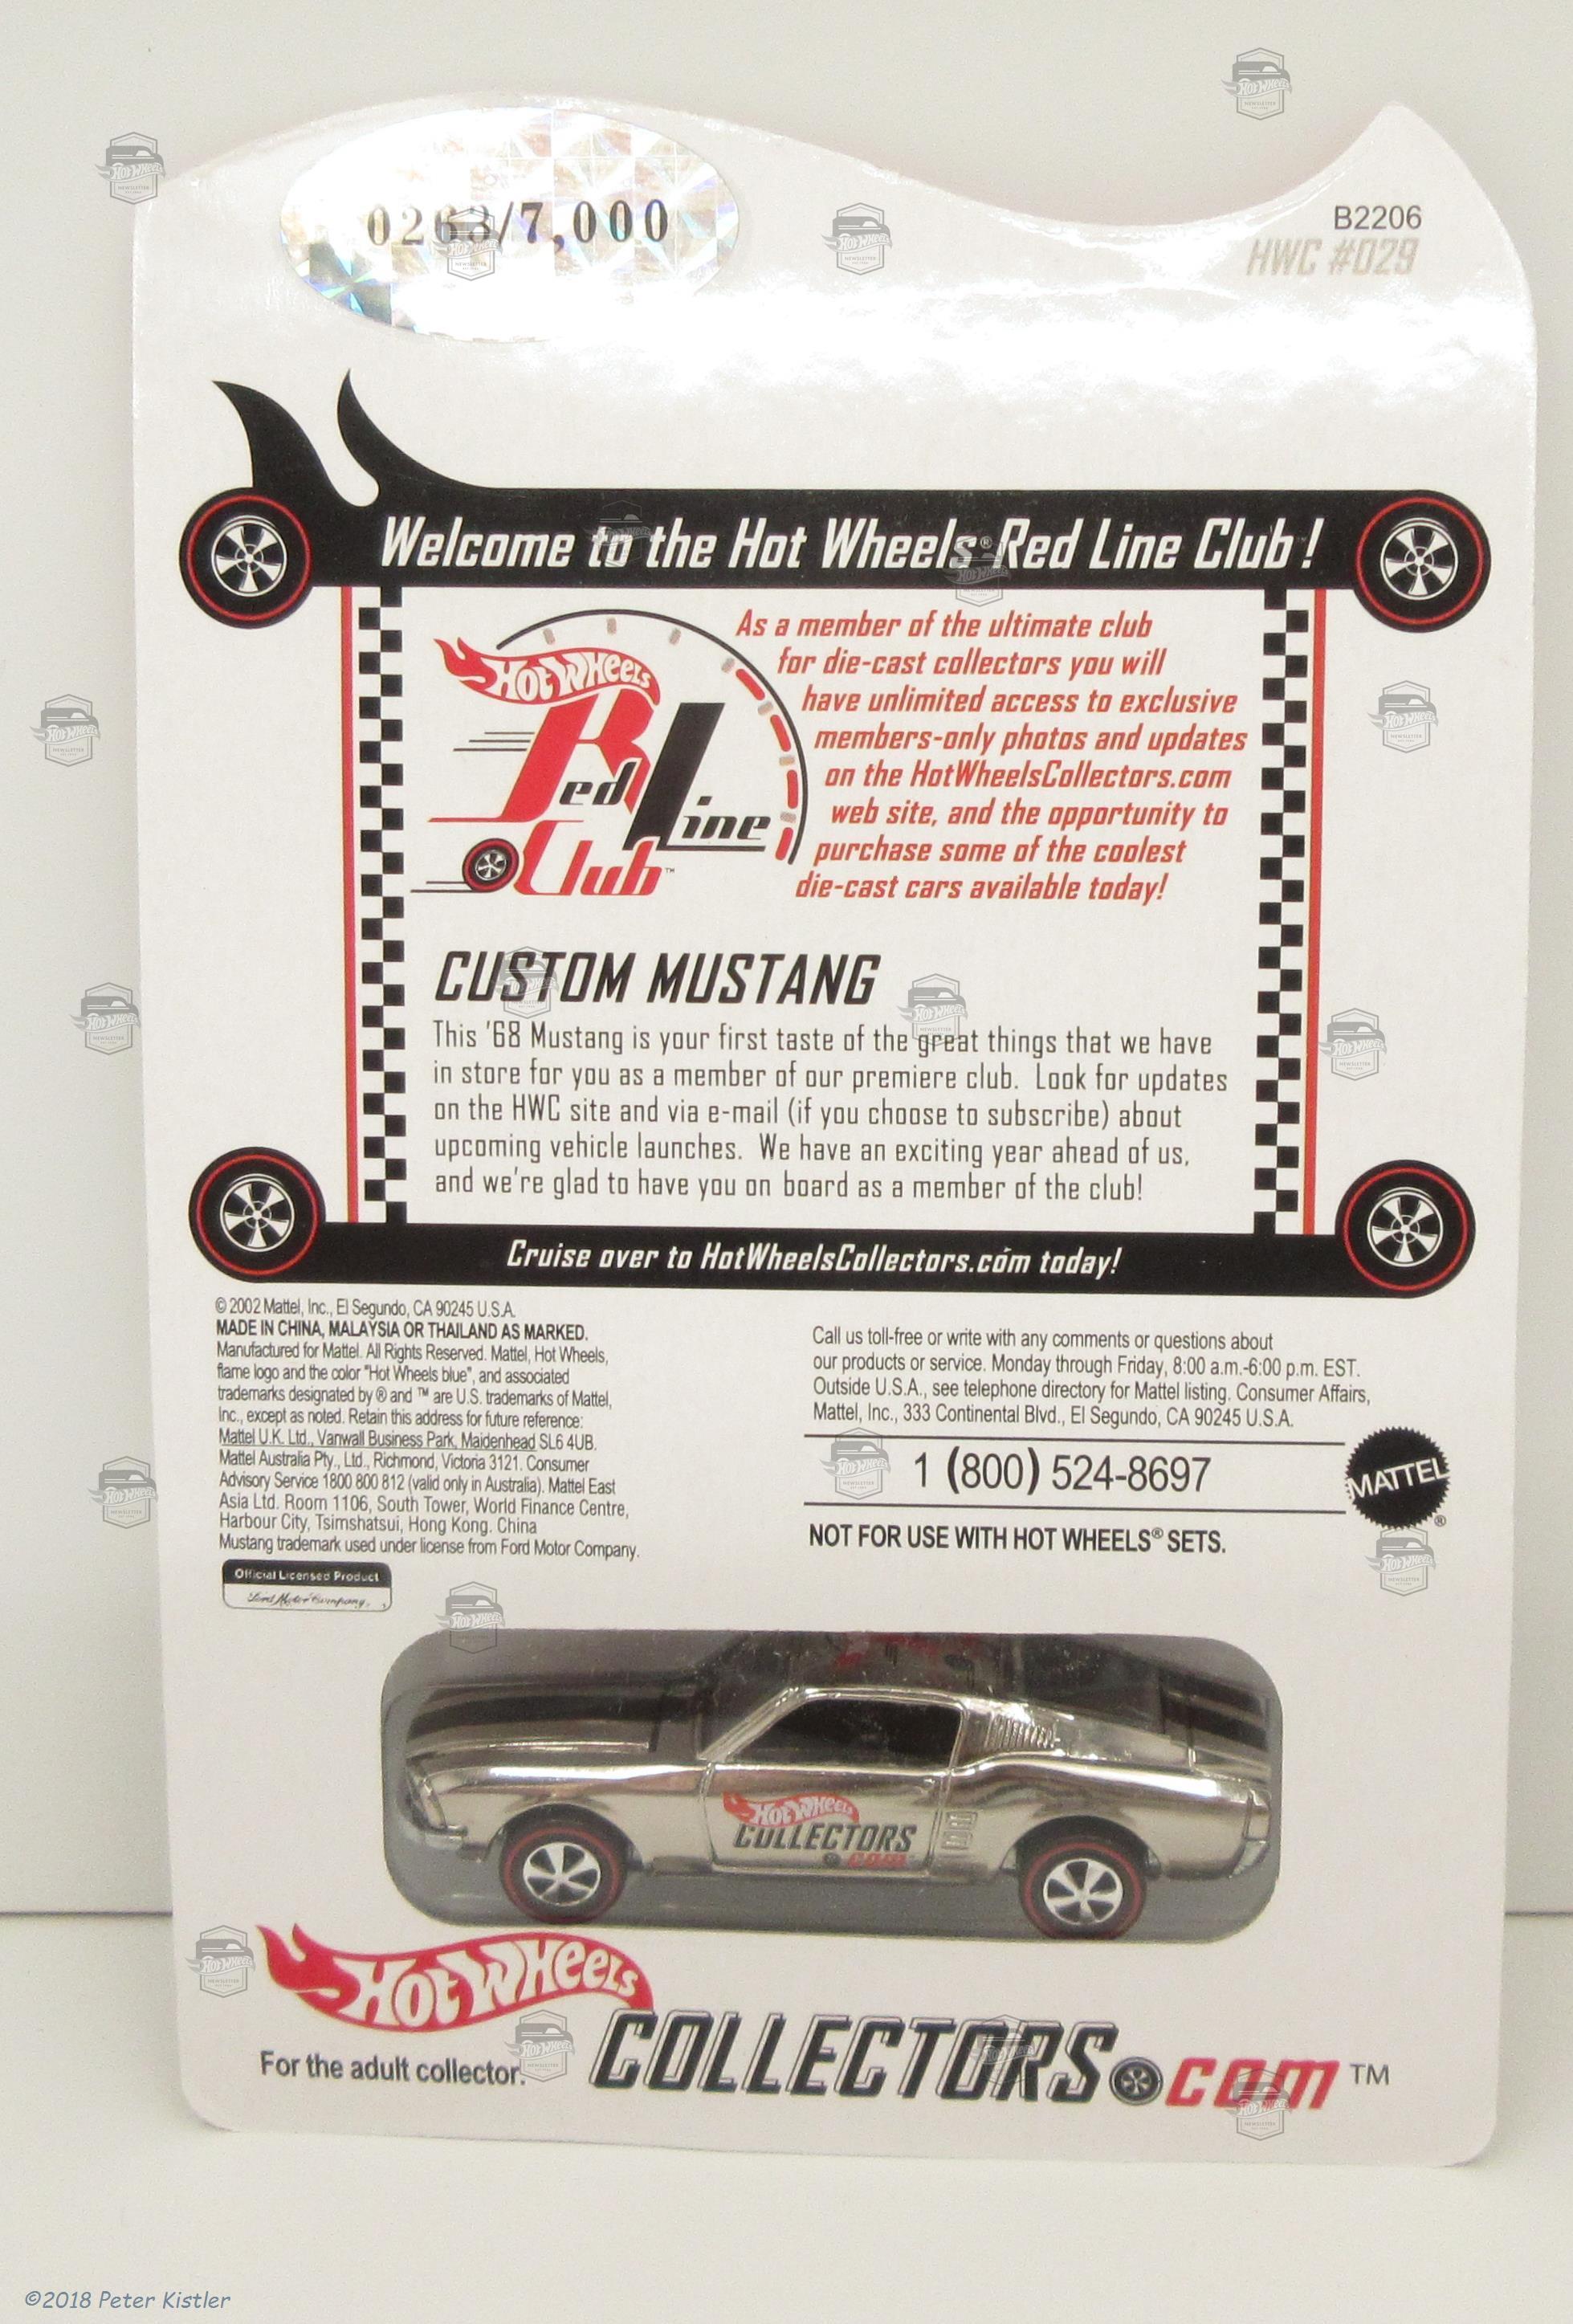 0263/7,000
B2206
HWC #029
Welcome to the Hot Wheels® Red Line Club™!
Hot Wheels
Red Line
Club™
As a member of the ultimate club
for die-cast collectors you will
have unlimited access to exclusive
members-only photos and updates
on the HotWheelsCollectors.com
web site, and the opportunity to
purchase some of the coolest
die-cast cars available today!
CUSTOM MUSTANG
This '68 Mustang is your first taste of the great things that we have
in store for you as a member of our premiere club. Look for updates
on the HWC site and via e-mail (if you choose to subscribe) about
upcoming vehicle launches. We have an exciting year ahead of us,
and we're glad to have you on board as a member of the club!
Cruise over to HotWheelsCollectors.com today!
© 2002 Mattel, Inc., El Segundo, CA 90245 U.S.A.
MADE IN CHINA, MALAYSIA OR THAILAND AS MARKED.
Manufactured for Mattel. All Rights Reserved. Mattel, Hot Wheels,
flame logo and the color "Hot Wheels blue", and associated
trademarks designated by ® and ™ are U.S. trademarks of Mattel,
Inc., except as noted. Retain this address for future reference:
Mattel U.K. Ltd., Vanwall Business Park, Maidenhead SL6 4UB.
Mattel Australia Pty., Ltd., Richmond, Victoria 3121. Consumer
Advisory Service 1800 800 812 (valid only in Australia). Mattel East
Asia Ltd. Room 1106, South Tower, World Finance Centre,
Harbour City, Tsimshatsui, Hong Kong. China
Mustang trademark used under license from Ford Motor Company.
Official Licensed Product
Ford Motor Company.
Call us toll-free or write with any comments or questions about
our products or service. Monday through Friday, 8:00 a.m.-6:00 p.m. EST.
Outside U.S.A., see telephone directory for Mattel listing. Consumer Affairs,
Mattel, Inc., 333 Continental Blvd., El Segundo, CA 90245 U.S.A.
1 (800) 524-8697
MATTEL®
NOT FOR USE WITH HOT WHEELS® SETS.
Hot Wheels
COLLECTORS
.com
Hot Wheels
For the adult collector.
COLLECTORS.com™
©2018 Peter Kistler
Hot Wheels
NEWSLETTER